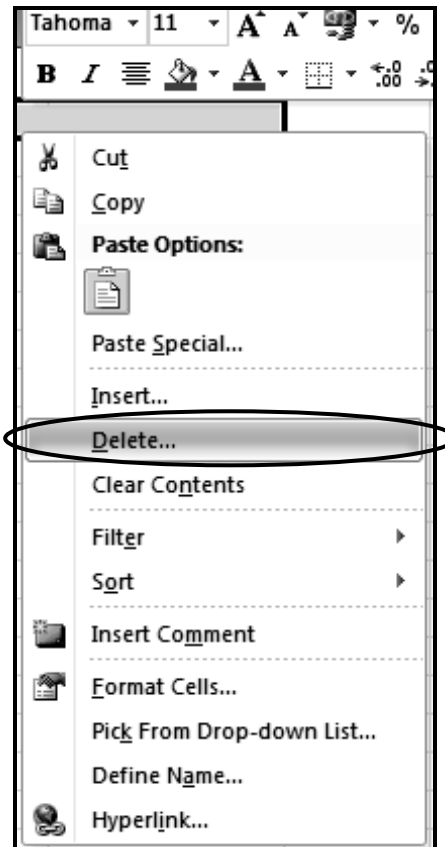 Tahoma 11 A A %
B I A .00
Cut
Copy
Paste Options:
Paste Special...
Insert...
Delete...
Clear Contents
Filter
Sort
Insert Comment
Format Cells...
Pick From Drop-down List...
Define Name...
Hyperlink...